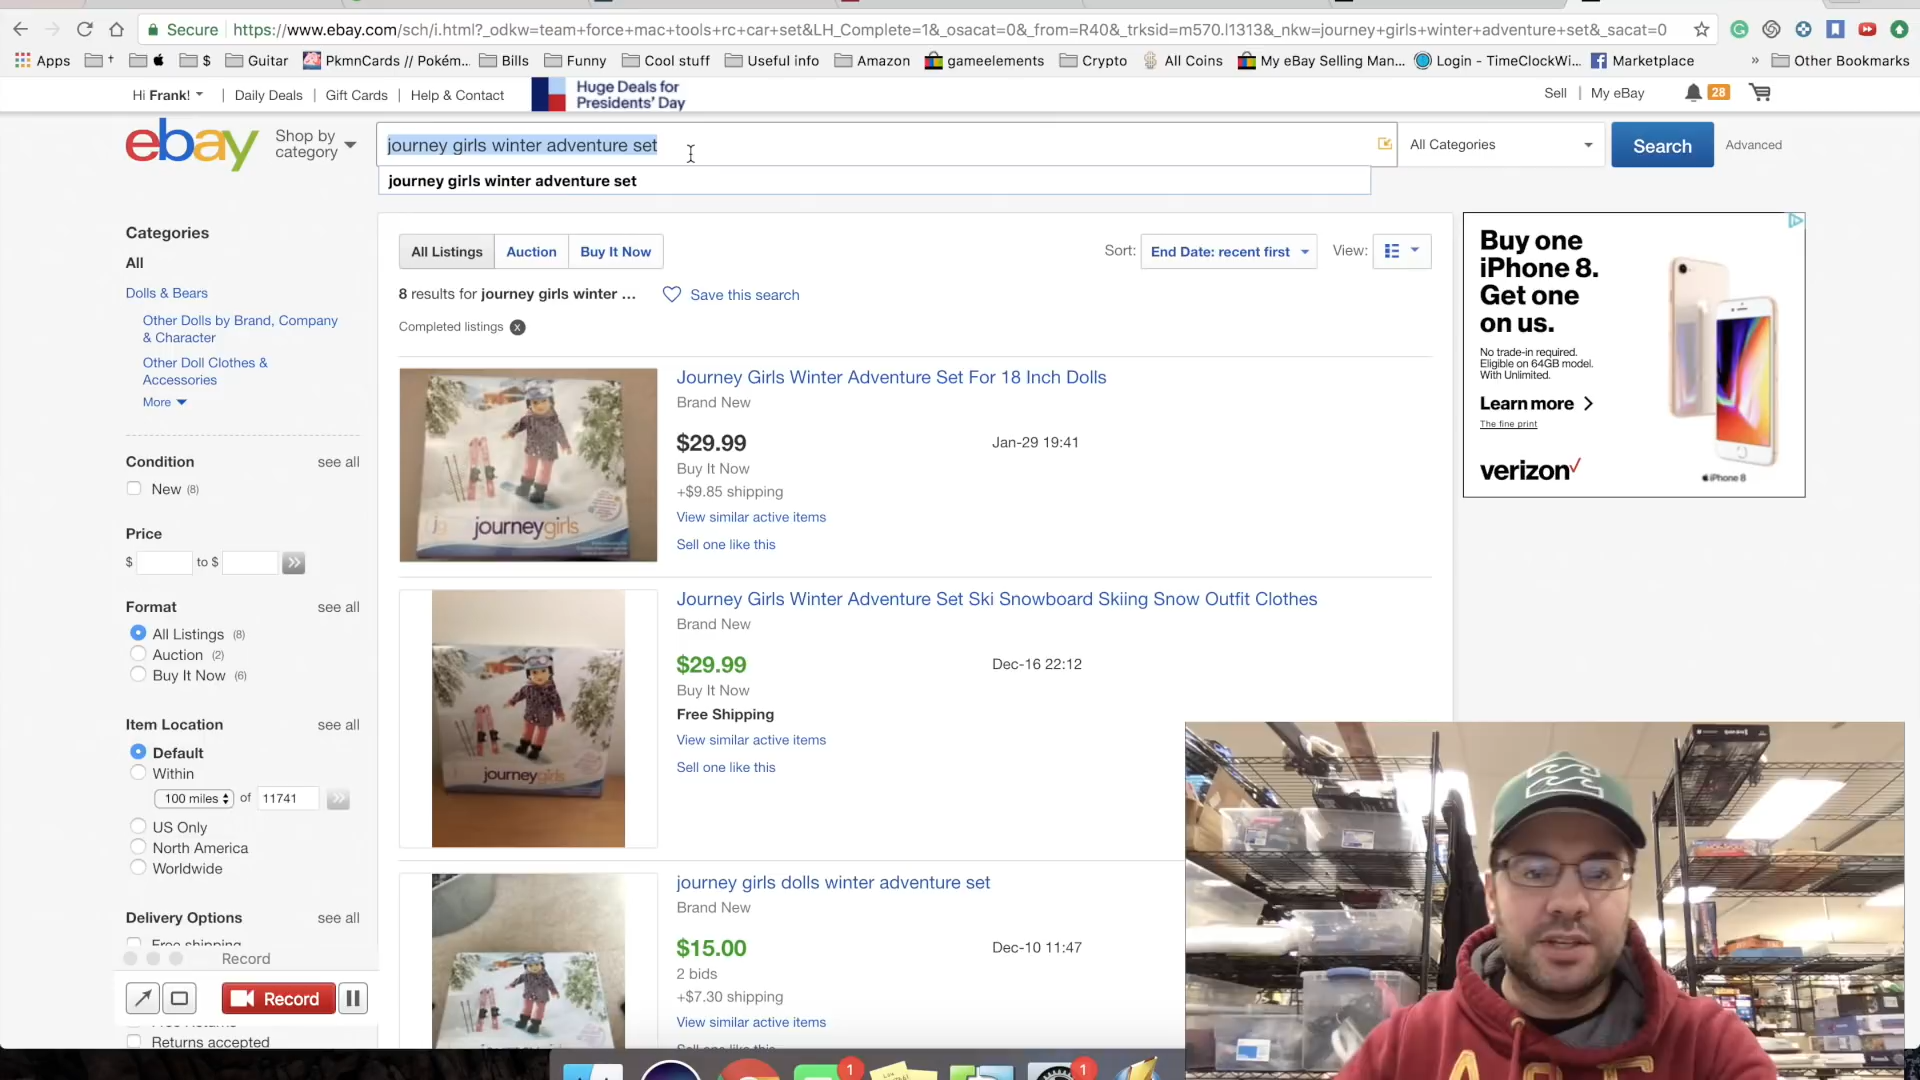 Secure https://www.ebay.com/sch/i.html?_odkw=team+force+mac+tools+rc+car+set&LH_Complete=1&_osacat=0&_from=R40&_trksid=m570.l1313&_nkw=journey+girls+winter+adventure+set&_sacat=0
Apps † $ Guitar PkmnCards // Pokém... Bills Funny Cool stuff Useful info Amazon gameelements Crypto All Coins My eBay Selling Man... Login - TimeClockWi... Marketplace » Other Bookmarks
Hi Frank! Daily Deals Gift Cards Help & Contact
Huge Deals for
Presidents' Day
Sell My eBay 28
ebay
Shop by
category
journey girls winter adventure set
All Categories
Search
Advanced
journey girls winter adventure set
Categories
All
Dolls & Bears
Other Dolls by Brand, Company
& Character
Other Doll Clothes &
Accessories
More
Condition see all
New (8)
Price
$ to $
Format see all
All Listings (8)
Auction (2)
Buy It Now (6)
Item Location see all
Default
Within
100 miles of 11741
US Only
North America
Worldwide
Delivery Options see all
Free shipping
Record
Record
Returns accepted
All Listings Auction Buy It Now
Sort: End Date: recent first View:
8 results for journey girls winter ... Save this search
Completed listings x
Journey Girls Winter Adventure Set For 18 Inch Dolls
Brand New
$29.99 Jan-29 19:41
Buy It Now
+$9.85 shipping
View similar active items
Sell one like this
journeygirls
Journey Girls Winter Adventure Set Ski Snowboard Skiing Snow Outfit Clothes
Brand New
$29.99 Dec-16 22:12
Buy It Now
Free Shipping
View similar active items
Sell one like this
journeygirls
journey girls dolls winter adventure set
Brand New
$15.00 Dec-10 11:47
2 bids
+$7.30 shipping
View similar active items
Sell one like this
Buy one
iPhone 8.
Get one
on us.
No trade-in required.
Eligible on 64GB model.
With Unlimited.
Learn more
The fine print
verizon
iPhone 8
1
1